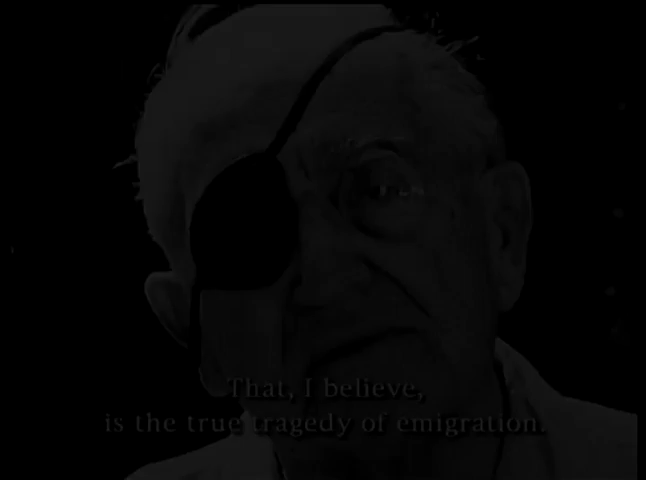 That, I believe,
is the true tragedy of emigration.